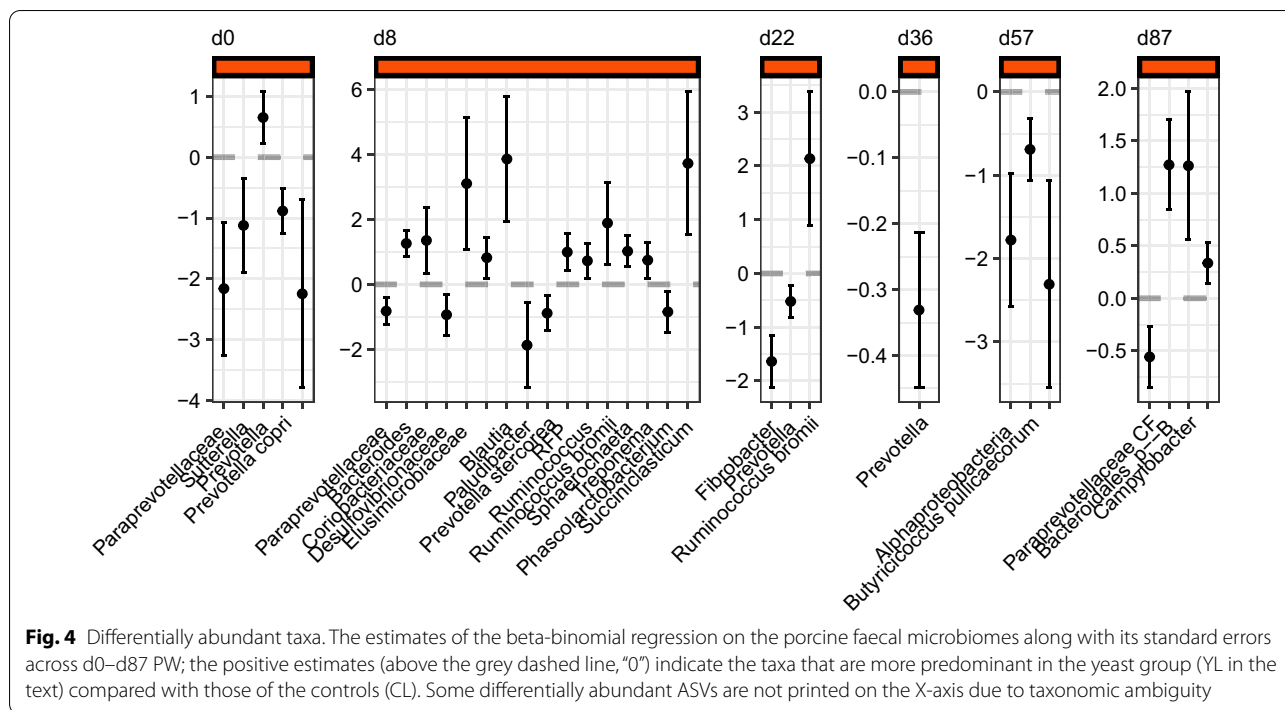 d0
d8
d22
d36
d57
d87
1
0
−1
−2
−3
−4
6
4
2
0
−2
3
2
1
0
−1
−2
0.0
−0.1
−0.2
−0.3
−0.4
0
−1
−2
−3
2.0
1.5
1.0
0.5
0.0
−0.5
Paraprevotellaceae
Sutterella
Prevotella
Prevotella copri
Paraprevotellaceae
Bacteroides
Coriobacteriaceae
Desulfovibrionaceae
Elusimicrobiaceae
Blautia
Paludibacter
Prevotella stercorea
RFP
Ruminococcus
Ruminococcus bromii
Sphaerochaeta
Treponema
Phascolarctobacterium
Succiniclasticum
Fibrobacter
Prevotella
Ruminococcus bromii
Prevotella
Alphaproteobacteria
Butyricicoccus pullicaecorum
Paraprevotellaceae CF
Bacteroidales p−−B
Campylobacter
Fig. 4 Differentially abundant taxa. The estimates of the beta-binomial regression on the porcine faecal microbiomes along with its standard errors
across d0–d87 PW; the positive estimates (above the grey dashed line, “0”) indicate the taxa that are more predominant in the yeast group (YL in the
text) compared with those of the controls (CL). Some differentially abundant ASVs are not printed on the X-axis due to taxonomic ambiguity